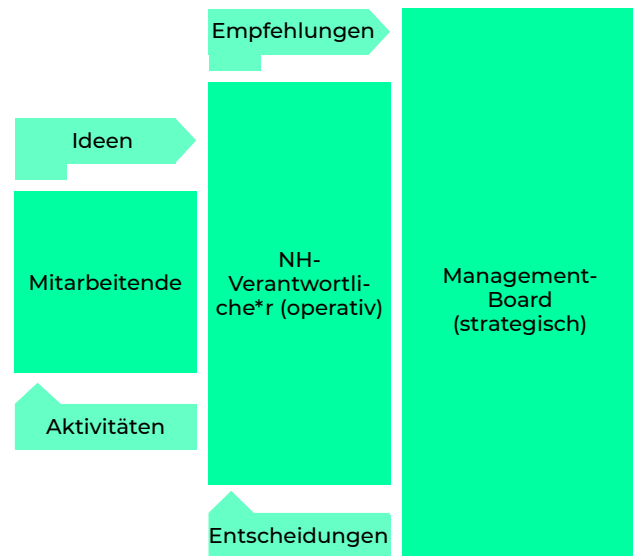 Empfehlungen
Ideen
Mitarbeitende
NH-
Verantwortli-
che*r (operativ)
Management-
Board
(strategisch)
Aktivitäten
Entscheidungen